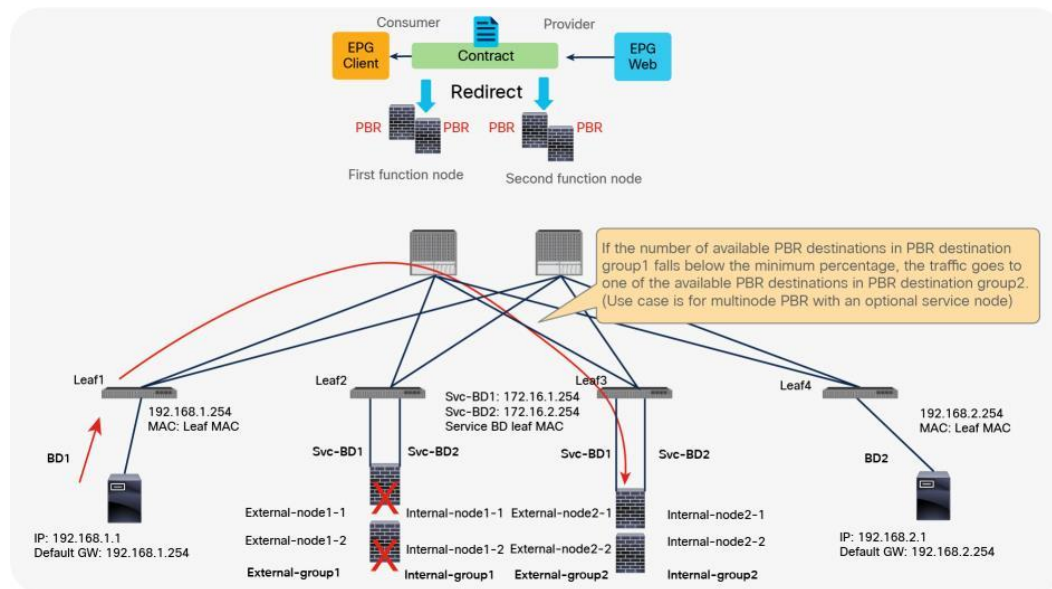 Consumer
Provider
EPG
Client
Contract
EPG
Web
Redirect
PBR
PBR
PBR
PBR
First function node
Second function node
If the number of available PBR destinations in PBR destination
group1 falls below the minimum percentage, the traffic goes to
one of the available PBR destinations in PBR destination group2.
(Use case is for multinode PBR with an optional service node)
Leaf1
Leaf2
Leaf3
Leaf4
192.168.1.254
MAC: Leaf MAC
Svc-BD1: 172.16.1.254
Svc-BD2: 172.16.2.254
Service BD leaf MAC
192.168.2.254
MAC: Leaf MAC
BD1
Svc-BD1
Svc-BD2
Svc-BD1
Svc-BD2
BD2
External-node1-1
Internal-node1-1
External-node2-1
Internal-node2-1
External-node1-2
Internal-node1-2
External-node2-2
Internal-node2-2
External-group1
Internal-group1
External-group2
Internal-group2
IP: 192.168.1.1
Default GW: 192.168.1.254
IP: 192.168.2.1
Default GW: 192.168.2.254